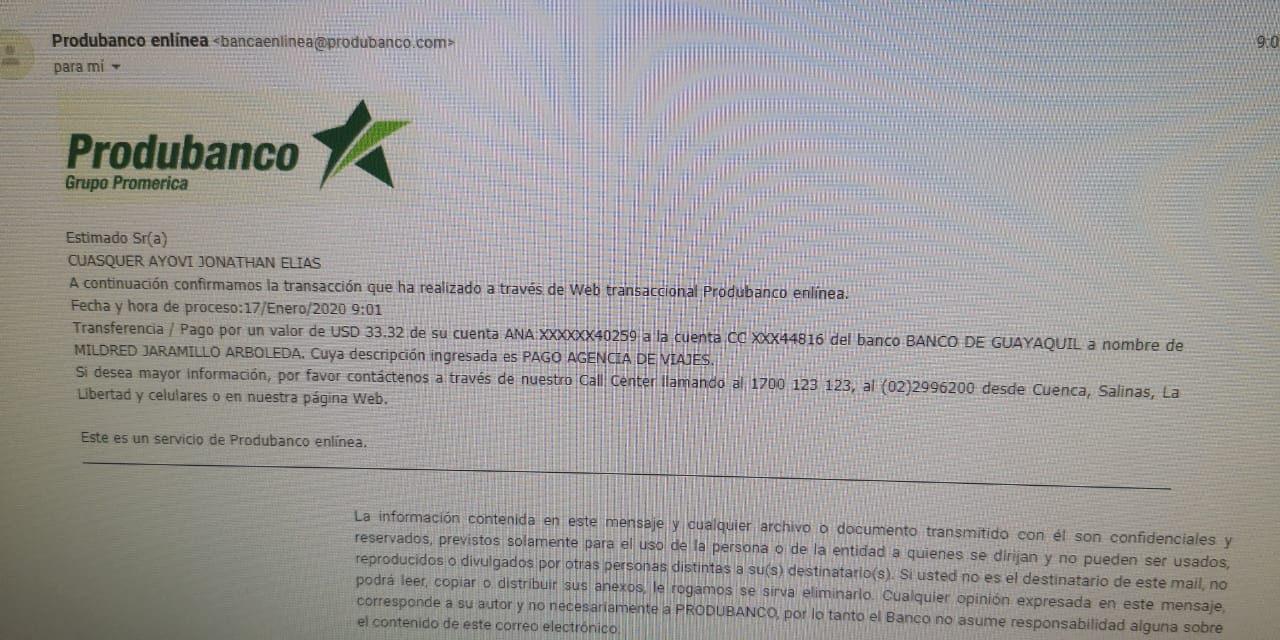 Produbanco enlinea <bancaenlinea@produbanco.com>
9:0
para mí
Produbanco
Grupo Promerica
Estimado Sr(a)
CUASQUER AYOVI JONATHAN ELIAS
A continuación confirmamos la transacción que ha realizado a través de Web transaccional Produbanco enlínea.
Fecha y hora de proceso:17/Enero/2020 9:01
Transferencia / Pago por un valor de USD 33.32 de su cuenta ANA XXXXXX40259 a la cuenta CC XXX44816 del banco BANCO DE GUAYAQUIL a nombre de
MILDRED JARAMILLO ARBOLEDA. Cuya descripción ingresada es PAGO AGENCIA DE VIAJES.
Si desea mayor información, por favor contáctenos a través de nuestro Call Center llamando al 1700 123 123, al (02)2996200 desde Cuenca, Salinas, La
Libertad y celulares o en nuestra página Web.
Este es un servicio de Produbanco enlínea.
La información contenida en este mensaje y cualquier archivo o documento transmitido con él son confidenciales y
reservados, previstos solamente para el uso de la persona o de la entidad a quienes se dirijan y no pueden ser usados,
reproducidos o divulgados por otras personas distintas a su(s) destinatario(s). Si usted no es el destinatario de este mail, no
podrá leer, copiar o distribuir sus anexos, le rogamos se sirva eliminarlo. Cualquier opinión expresada en este mensaje,
corresponde a su autor y no necesariamente a PRODUBANCO, por lo tanto el Banco no asume responsabilidad alguna sobre
el contenido de este correo electrónico.